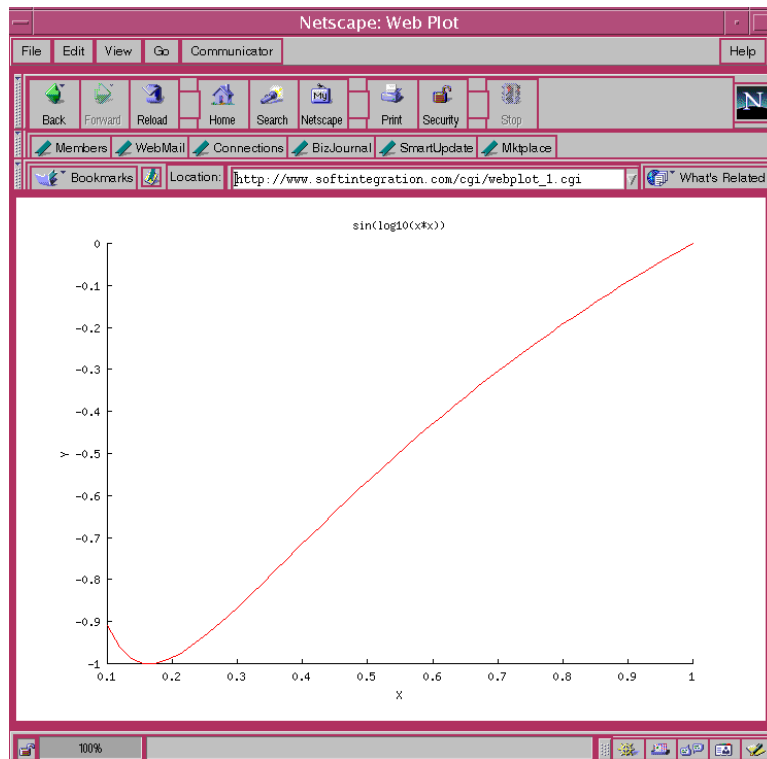 Netscape: Web Plot
File Edit View Go Communicator Help
Back Forward Reload Home Search My Netscape Print Security Stop N
Members WebMail Connections BizJournal SmartUpdate Mktplace
Bookmarks Location: http://www.softintegration.com/cgi/webplot_1.cgi What's Related
sin(log10(x*x))
0
-0.1
-0.2
-0.3
-0.4
Y -0.5
-0.6
-0.7
-0.8
-0.9
-1
0.1 0.2 0.3 0.4 0.5 0.6 0.7 0.8 0.9 1
X
100%